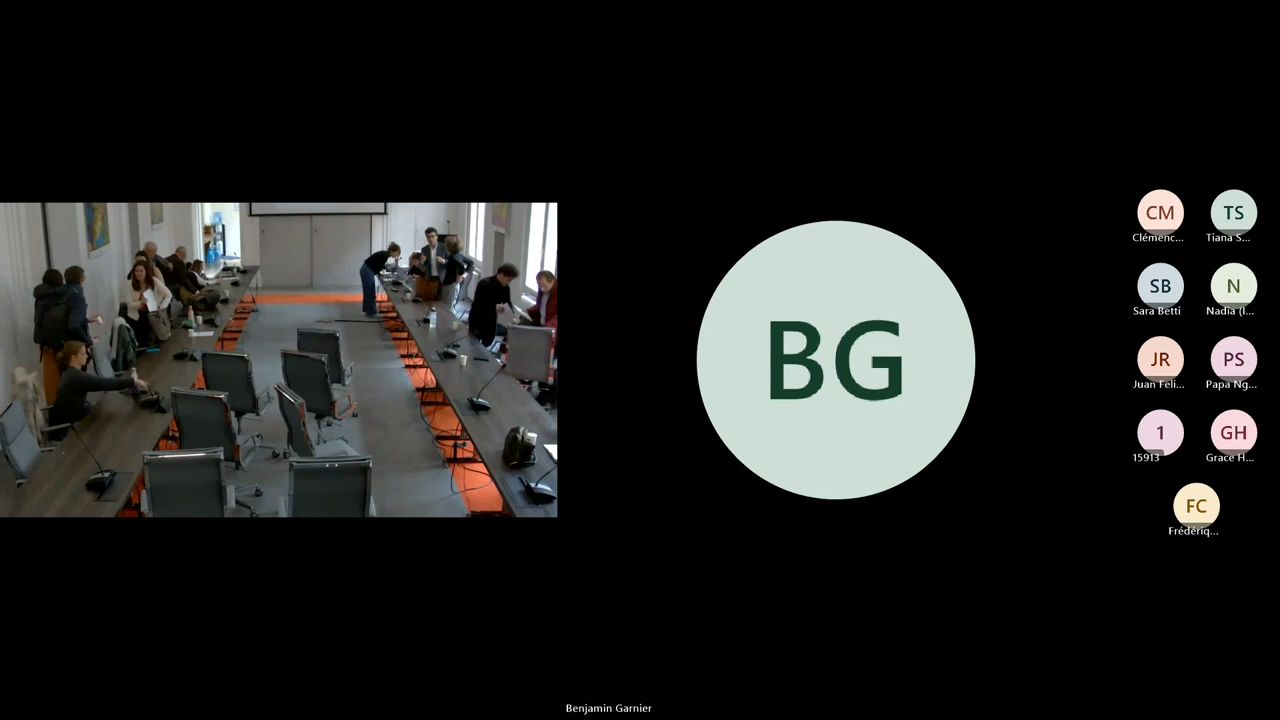 BG
CM
TS
Clémenc...
Tiana S...
SB
N
Sara Betti
Nadia (I...
JR
PS
Juan Feli...
Papa Ng...
1
GH
15913
Grace H...
FC
Frédériq...
Benjamin Garnier